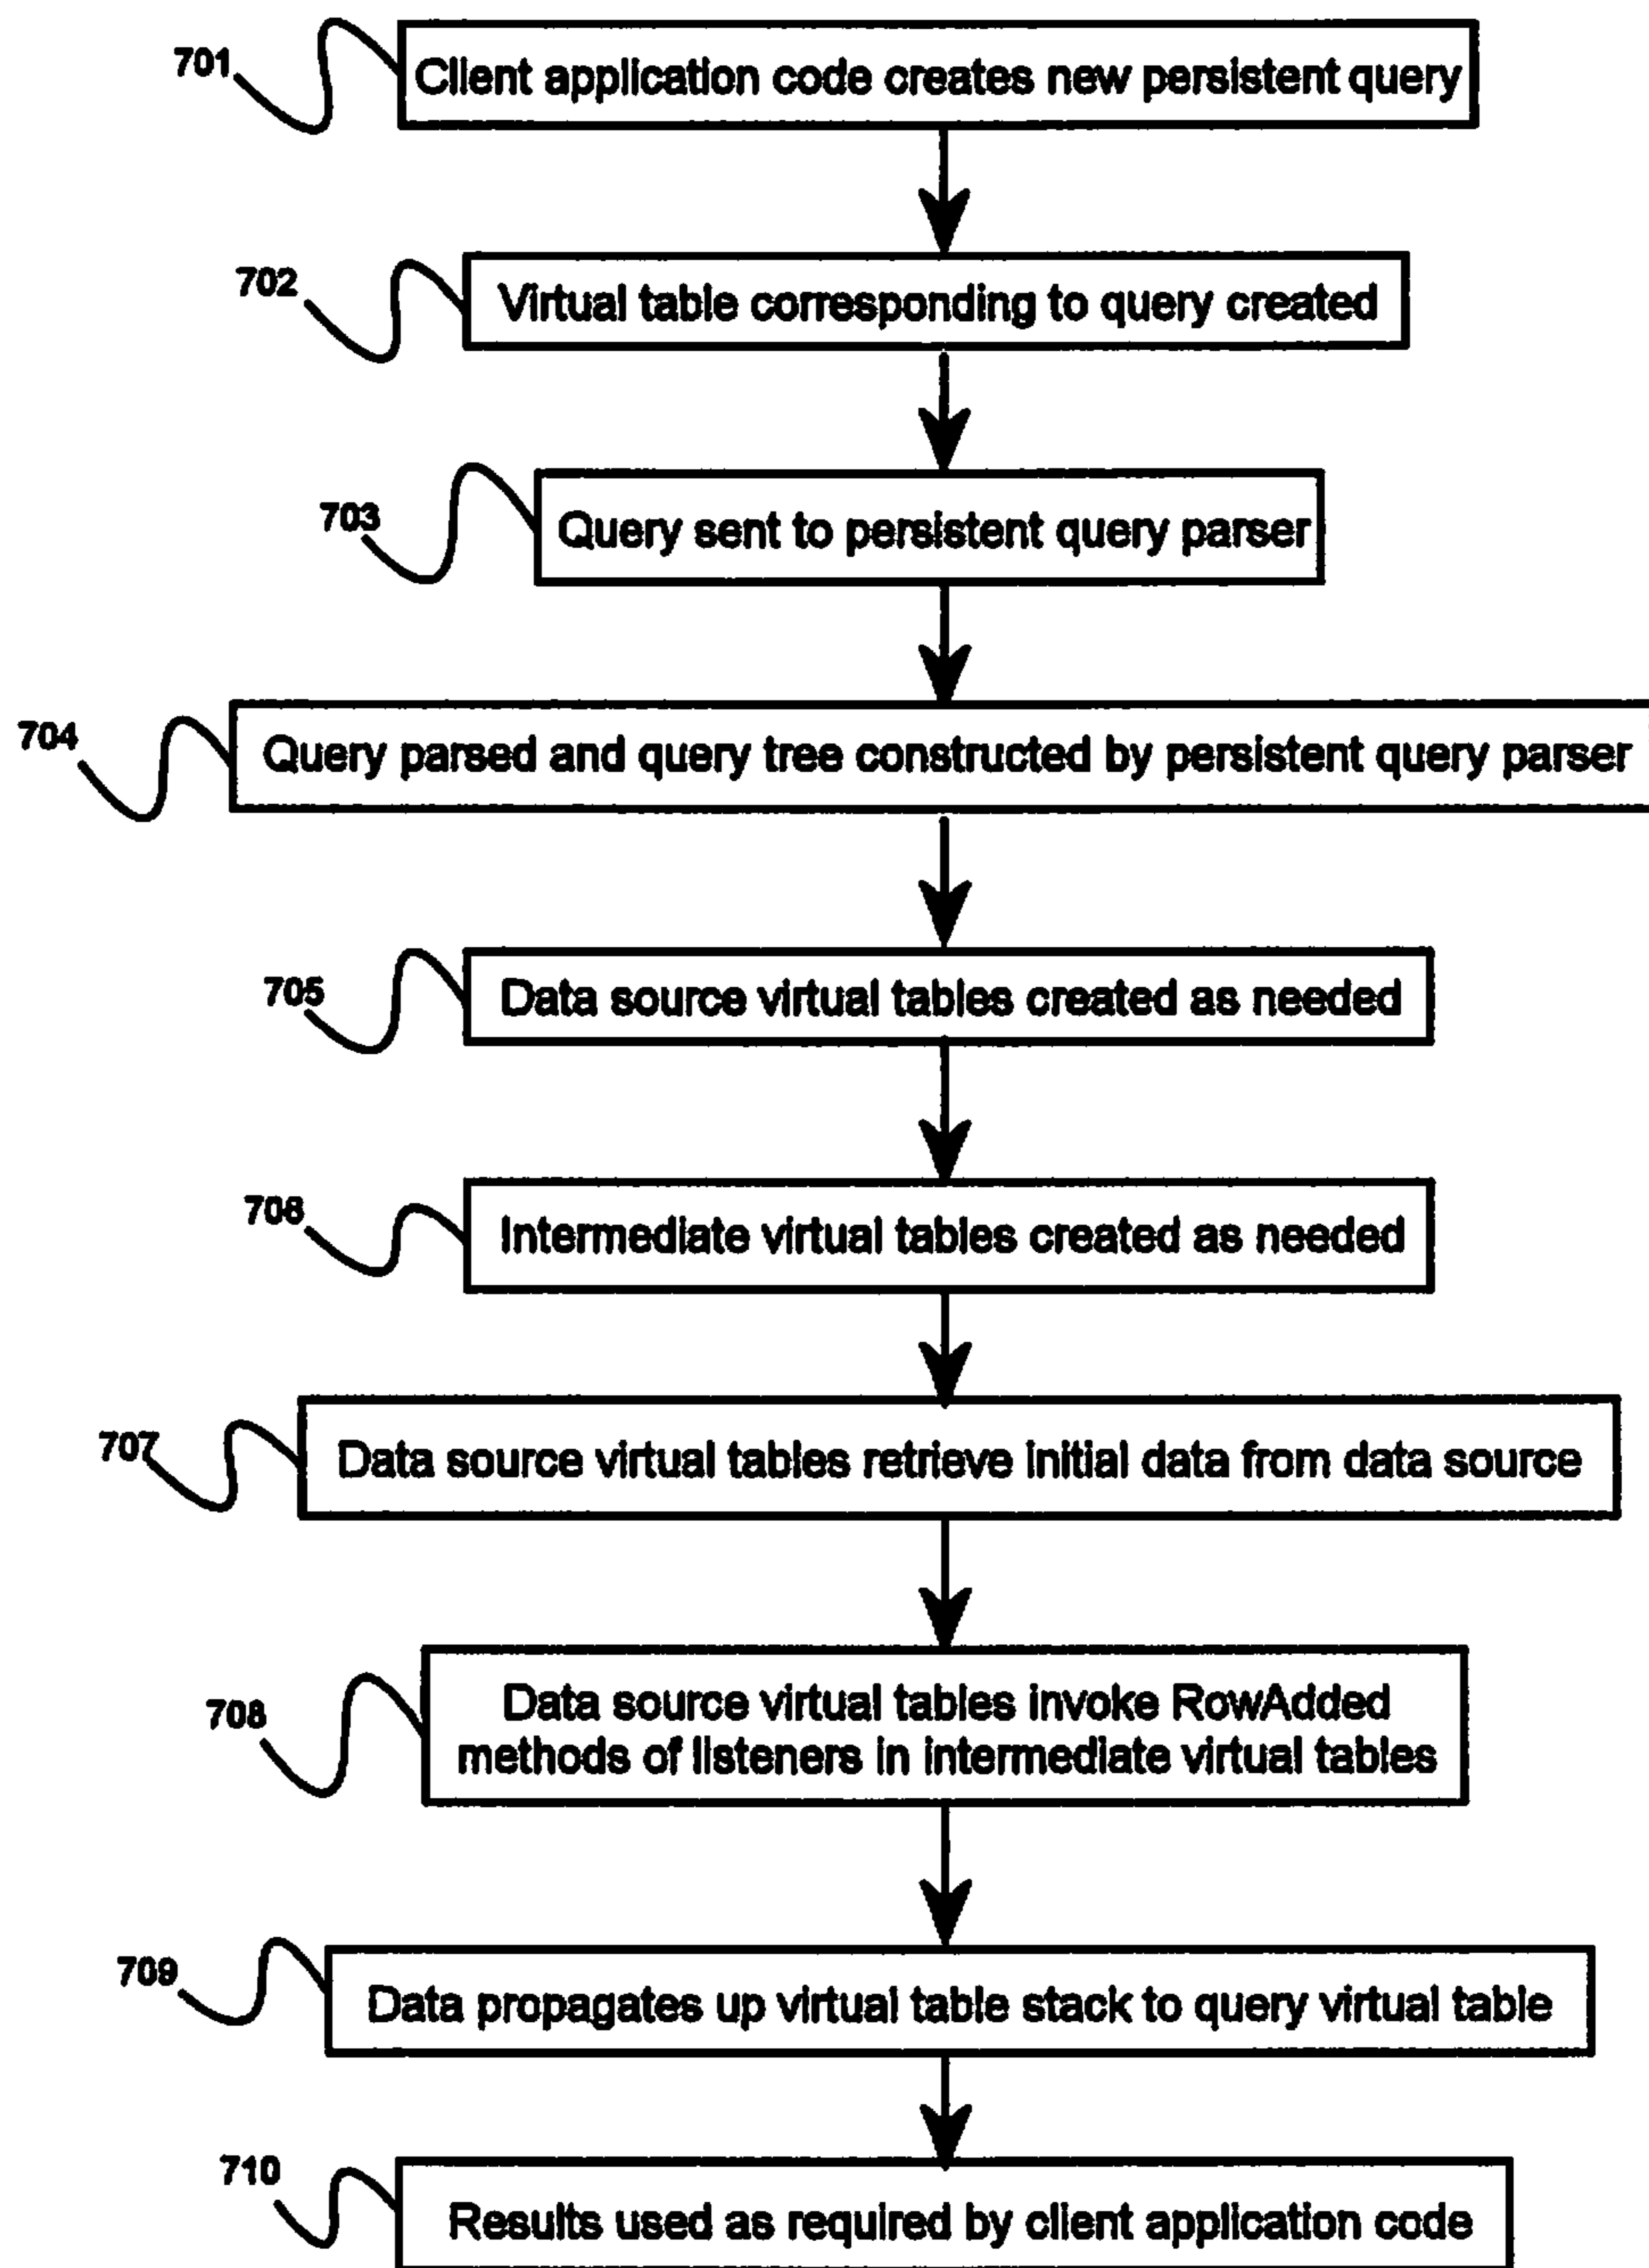 701
Client application code creates new persistent query
702
Virtual table corresponding to query created
703
Query sent to persistent query parser
704
Query parsed and query tree constructed by persistent query parser
705
Data source virtual tables created as needed
706
Intermediate virtual tables created as needed
707
Data source virtual tables retrieve initial data from data source
708
Data source virtual tables invoke RowAdded
methods of listeners in intermediate virtual tables
709
Data propagates up virtual table stack to query virtual table
710
Results used as required by client application code